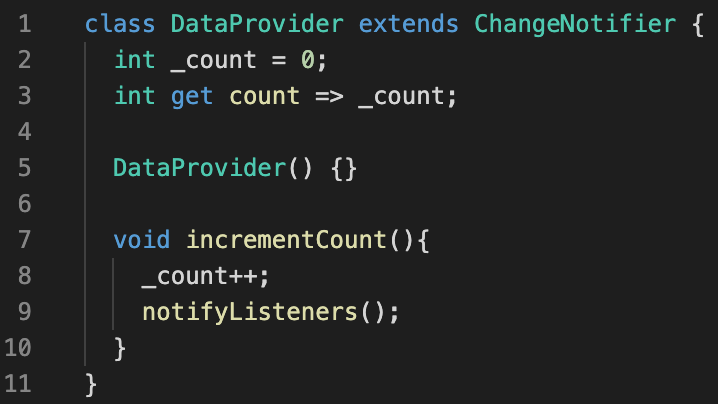 1 class DataProvider extends ChangeNotifier {
2 int _count = 0;
3 int get count => _count;
4
5 DataProvider() {}
6
7 void incrementCount(){
8 _count++;
9 notifyListeners();
10 }
11 }